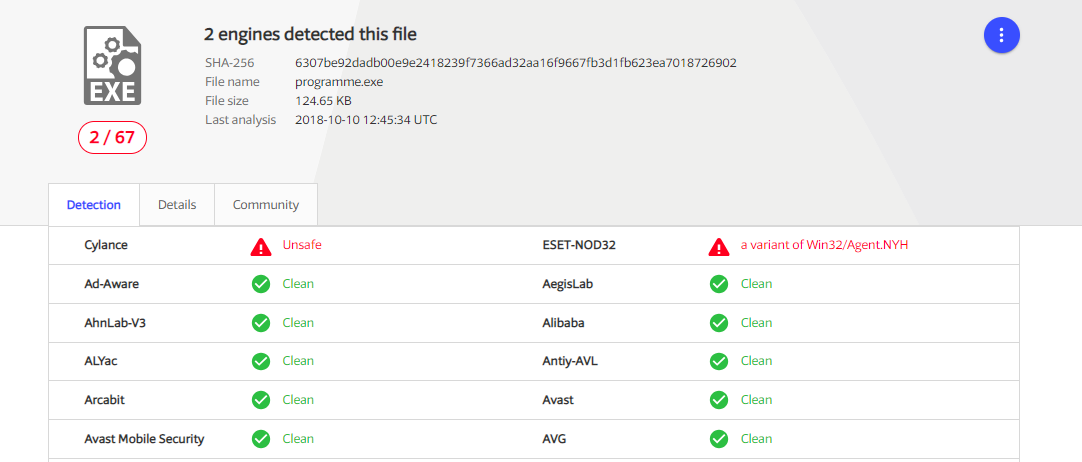 2 engines detected this file
SHA-256 6307be92dadb00e9e2418239f7366ad32aa16f9667fb3d1fb623ea7018726902
File name programme.exe
File size 124.65 KB
Last analysis 2018-10-10 12:45:34 UTC
EXE
2 / 67
Detection Details Community
Cylance Unsafe ESET-NOD32 a variant of Win32/Agent.NYH
Ad-Aware Clean AegisLab Clean
AhnLab-V3 Clean Alibaba Clean
ALYac Clean Antiy-AVL Clean
Arcabit Clean Avast Clean
Avast Mobile Security Clean AVG Clean